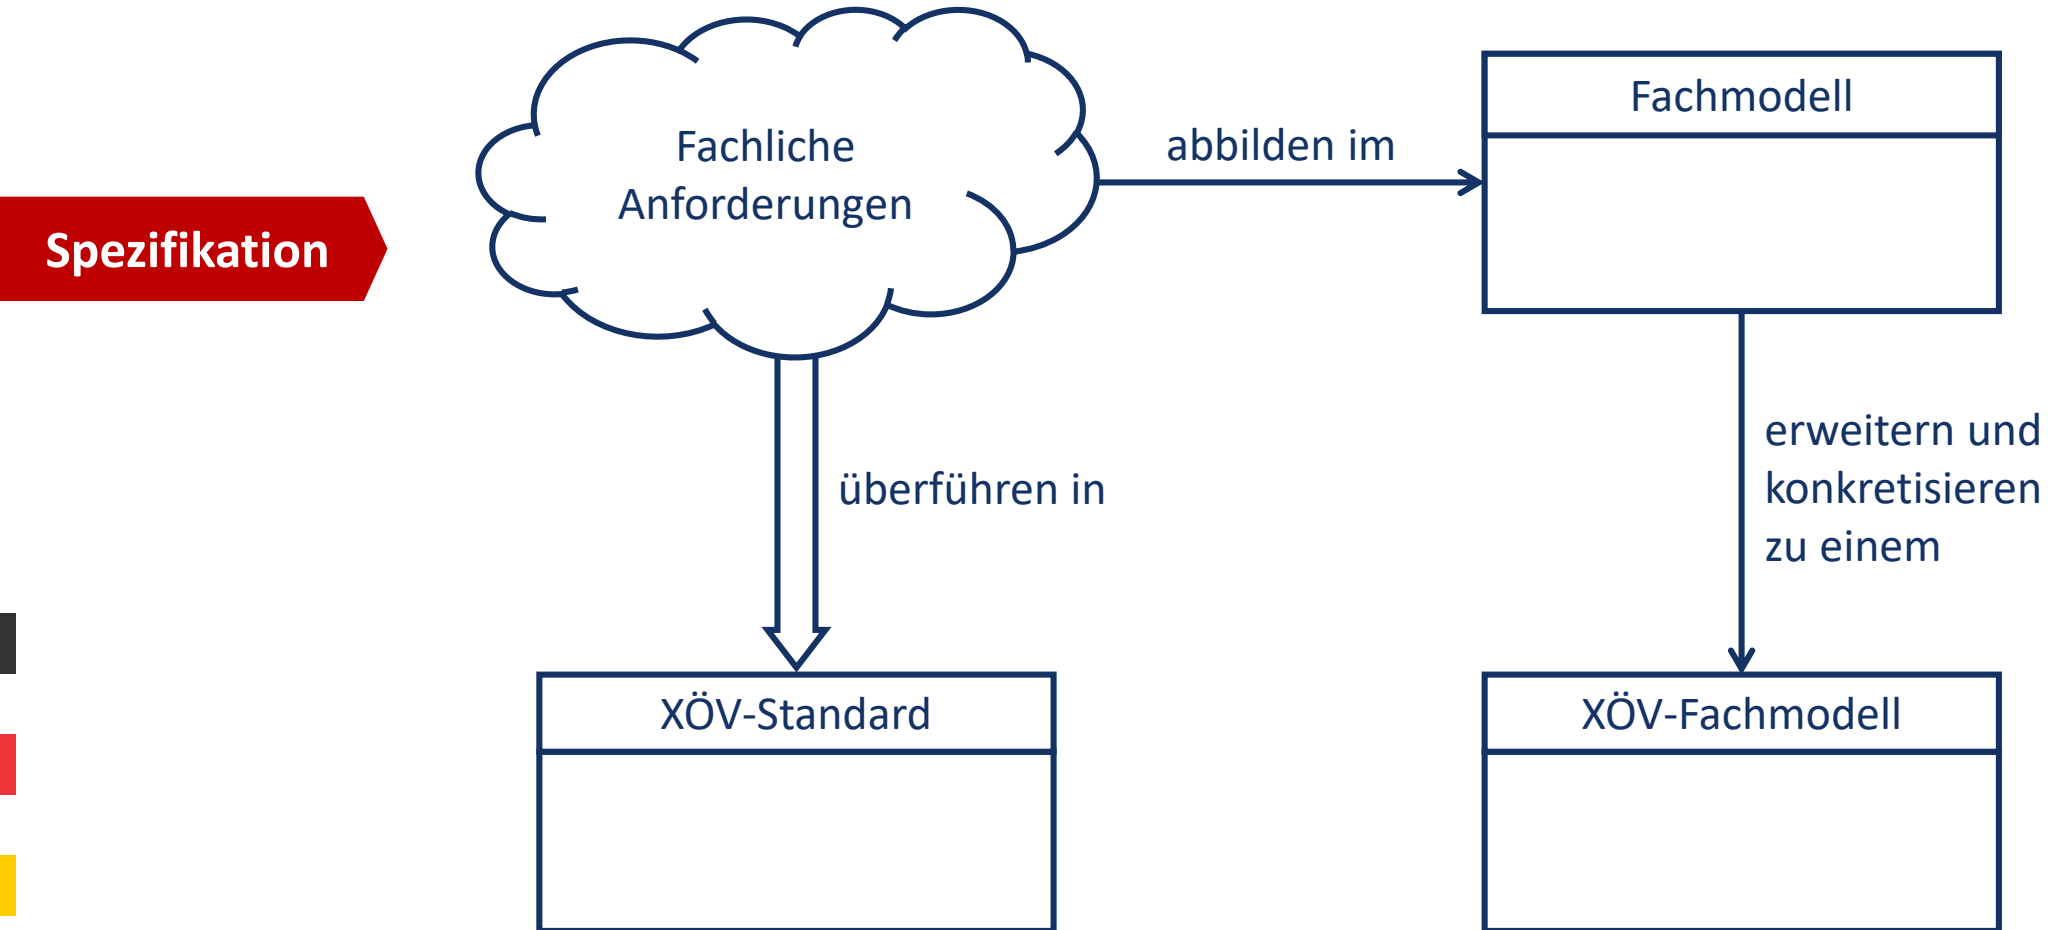 Fachmodell
Fachliche
Anforderungen
abbilden im
Spezifikation
erweitern und
konkretisieren
zu einem
überführen in
XÖV-Standard
XÖV-Fachmodell